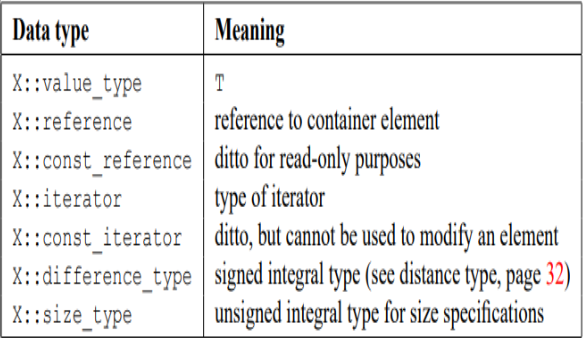 Data type Meaning
X::value_type T
X::reference reference to container element
X::const_reference ditto for read-only purposes
X::iterator type of iterator
X::const_iterator ditto, but cannot be used to modify an element
X::difference_type signed integral type (see distance type, page 32)
X::size_type unsigned integral type for size specifications